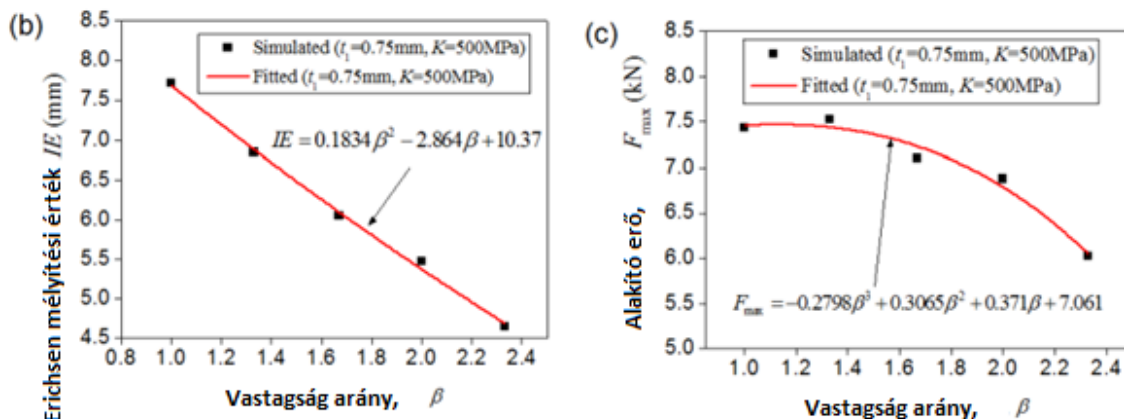 (b)
8.5
8.0
7.5
7.0
6.5
6.0
5.5
5.0
4.5
Erichsen mélyítési érték IE (mm)
Simulated (t₁=0.75mm, K=500MPa)
Fitted (t₁=0.75mm, K=500MPa)
IE = 0.1834β² − 2.864β + 10.37
0.8 1.0 1.2 1.4 1.6 1.8 2.0 2.2 2.4
Vastagság arány, β
(c)
8.5
8.0
7.5
7.0
6.5
6.0
5.5
5.0
Alakító erő, Fmax (kN)
Simulated (t₁=0.75mm, K=500MPa)
Fitted (t₁=0.75mm, K=500MPa)
Fmax = −0.2798β³ + 0.3065β² + 0.371β + 7.061
1.0 1.2 1.4 1.6 1.8 2.0 2.2 2.4
Vastagság arány, β